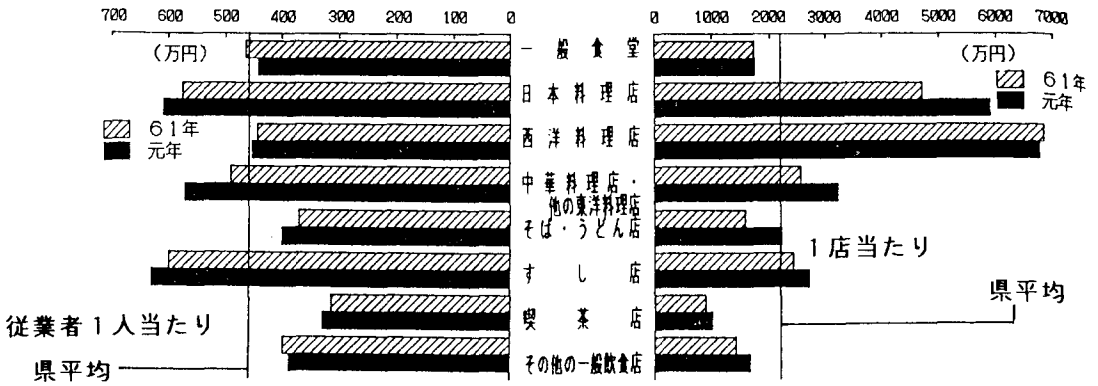 700 600 500 400 300 200 100 0
0 1000 2000 3000 4000 5000 6000 7000
(万円)
(万円)
一般食堂
日本料理店
西洋料理店
中華料理店・
他の東洋料理店
そば・うどん店
すし店
喫茶店
その他の一般飲食店
61年
元年
61年
元年
従業者1人当たり
県平均
1店当たり
県平均